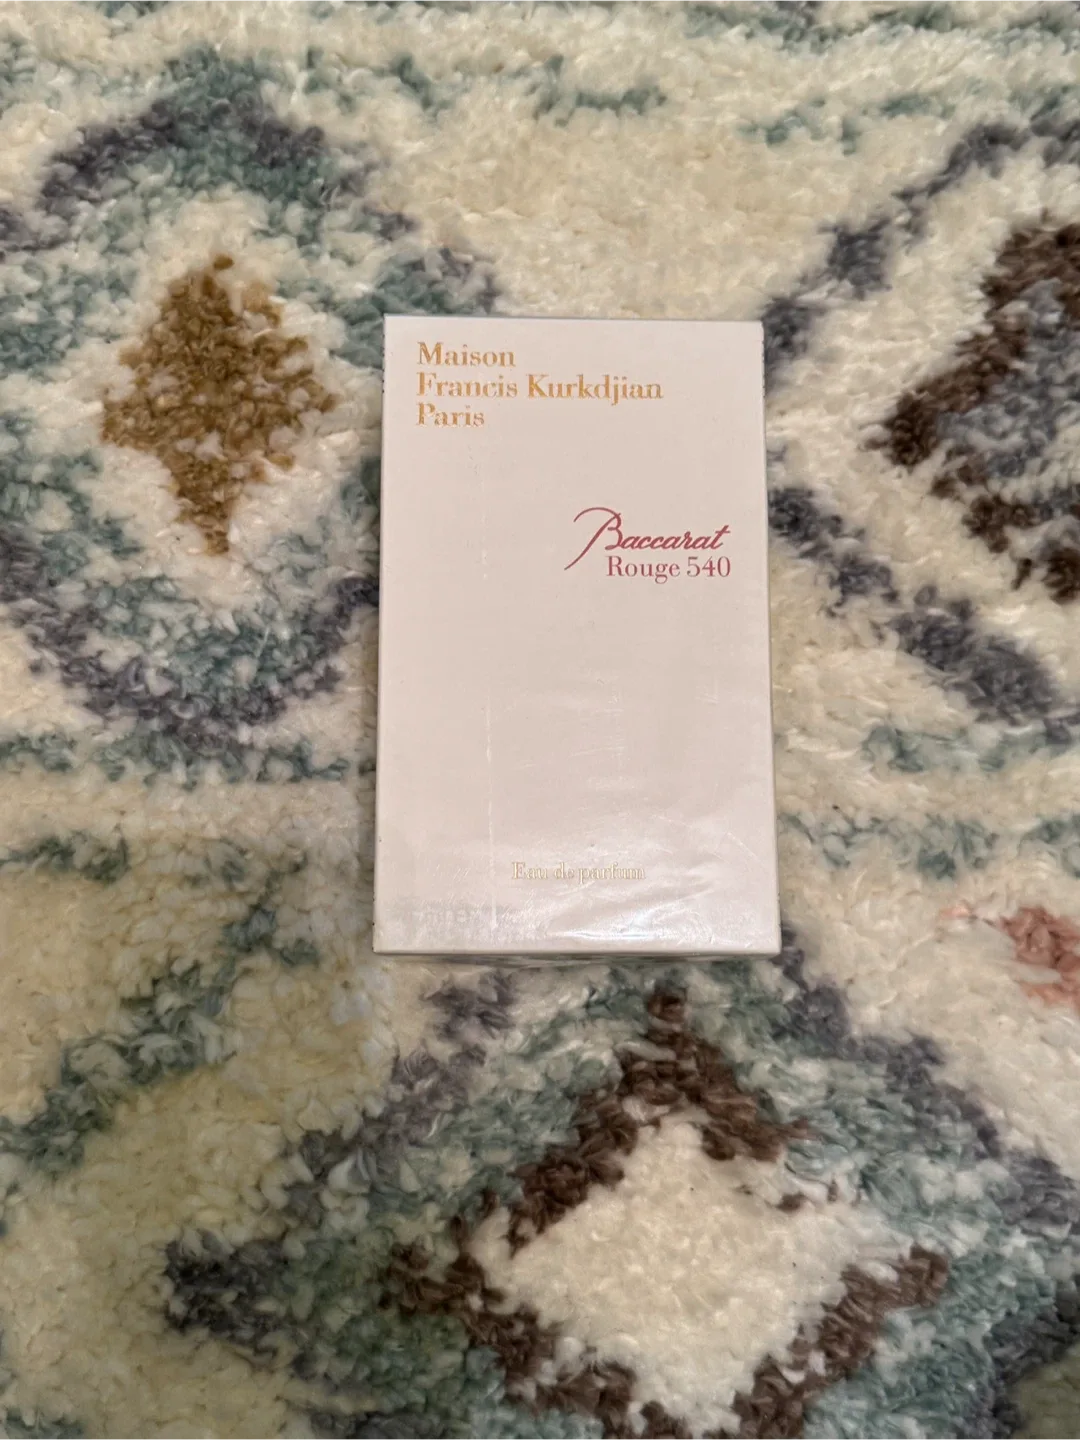 Maison
Francis Kurkdjian
Paris
Baccarat
Rouge 540
Eau de parfum